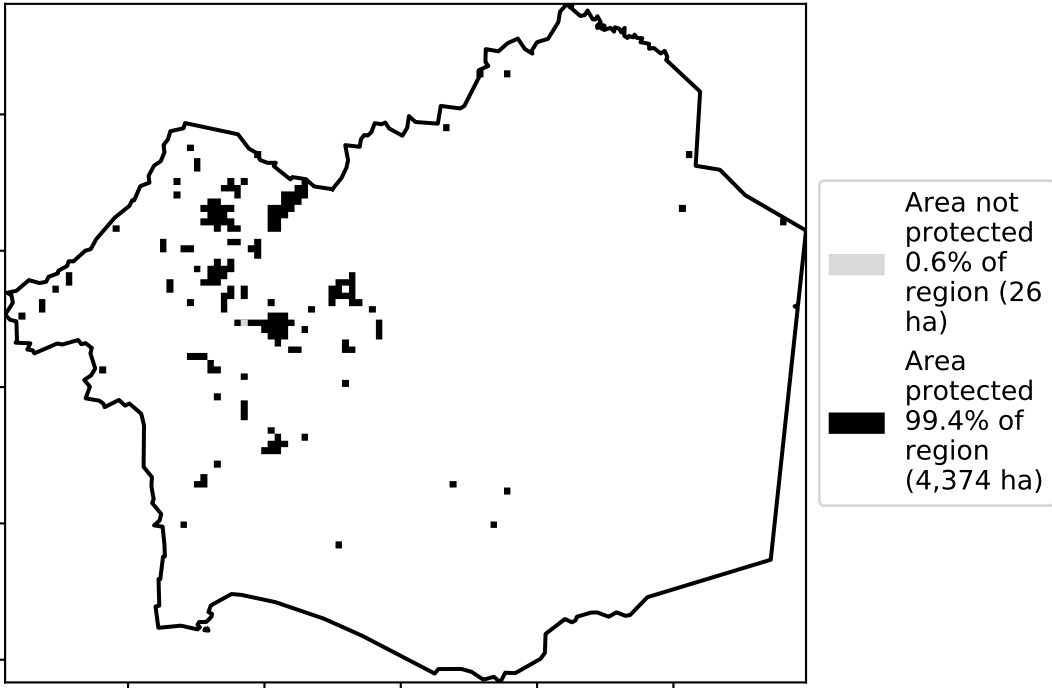 Area not
protected
0.6% of
region (26
ha)
Area
protected
99.4% of
region
(4,374 ha)